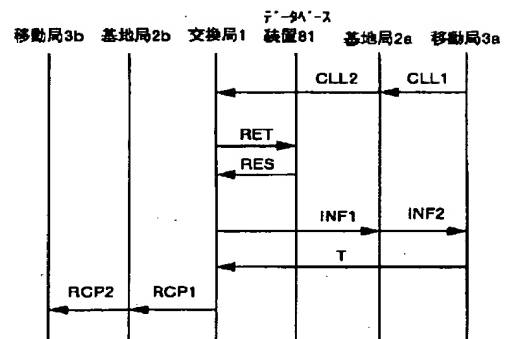 データベース
移動局3b 基地局2b 交換局1 装置81 基地局2a 移動局3a
CLL2 CLL1
RET
RES
INF1 INF2
T
RCP2 RCP1